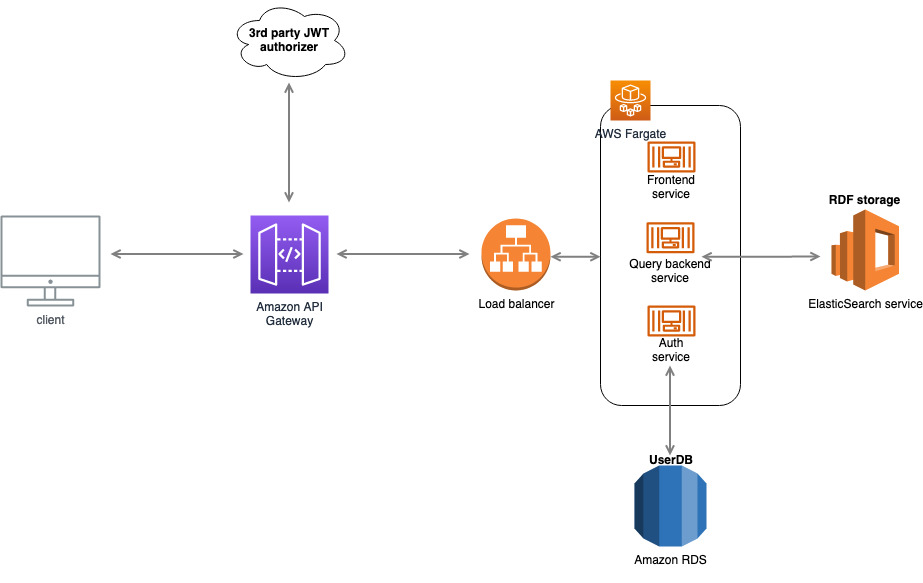 3rd party JWT
authorizer
AWS Fargate
Frontend
service
RDF storage
Query backend
service
Amazon API
Gateway
Load balancer
ElasticSearch service
client
Auth
service
UserDB
Amazon RDS